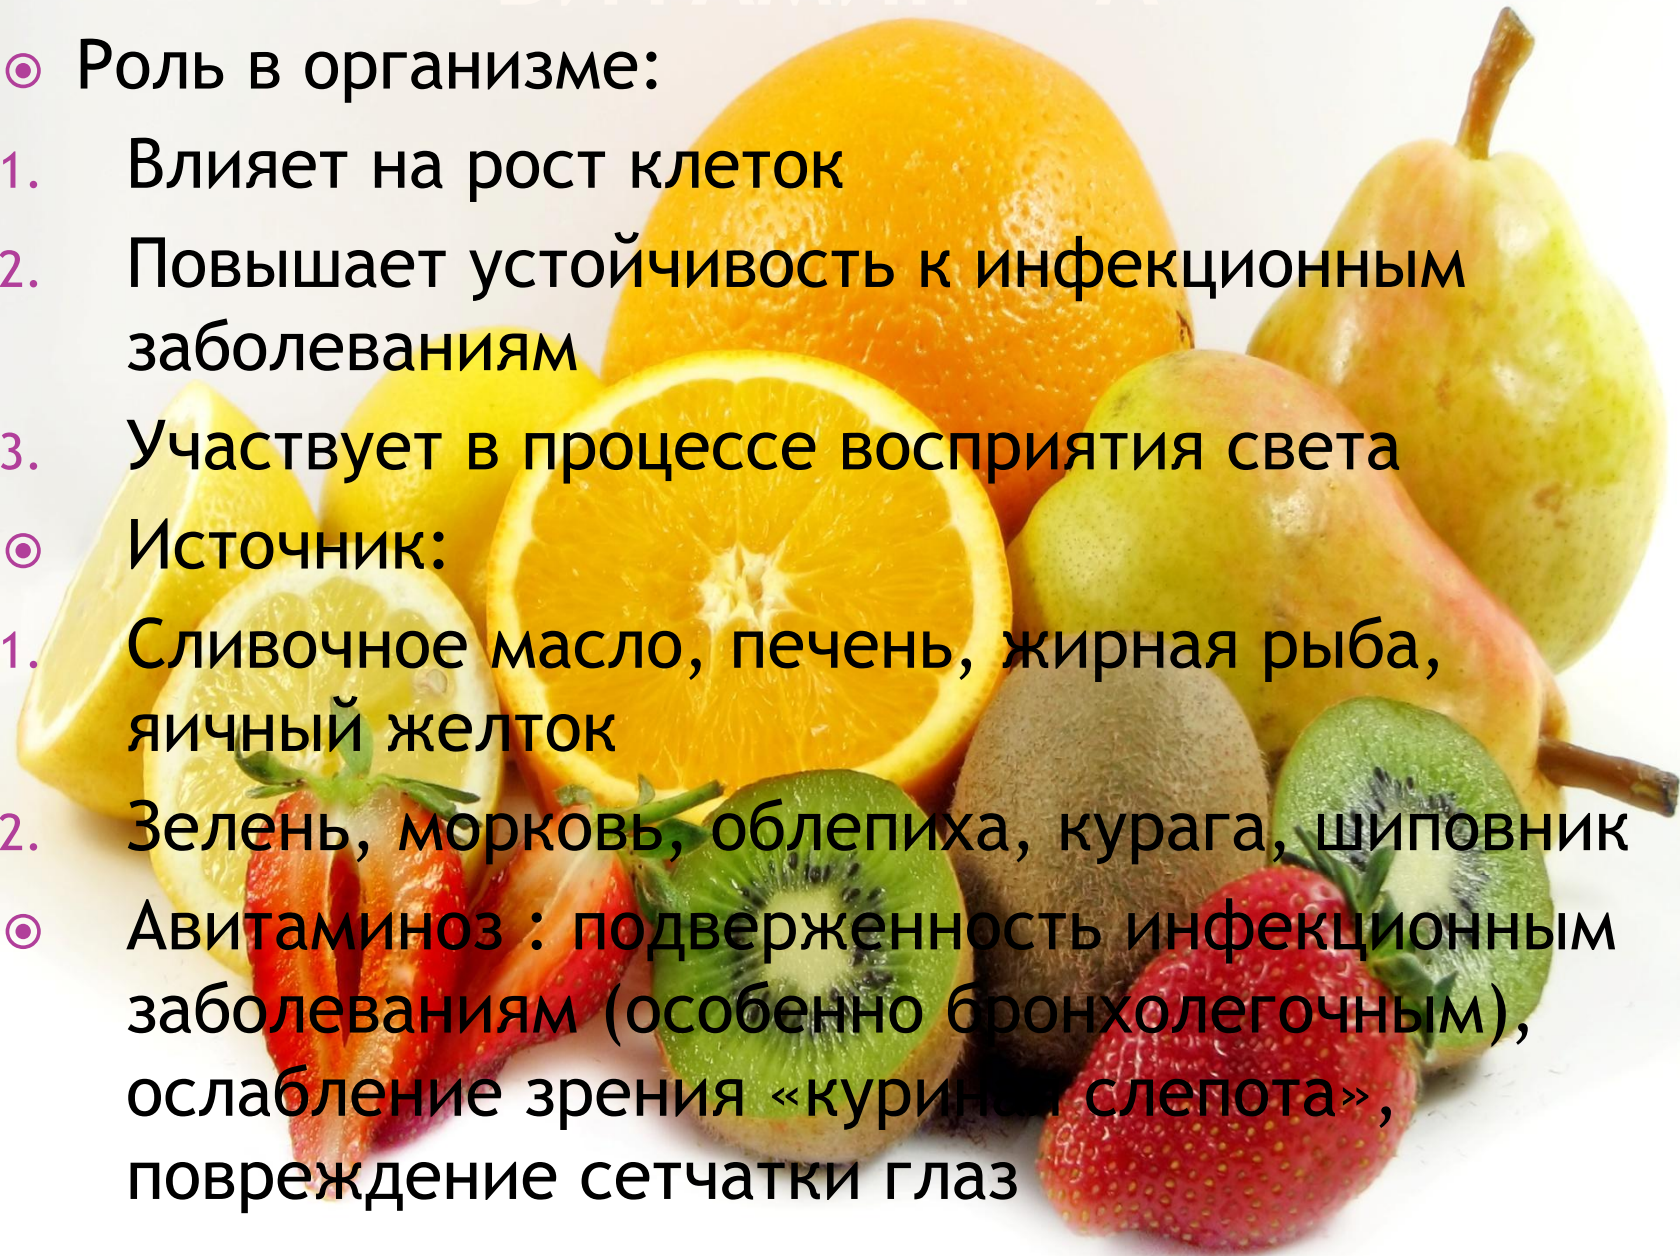 Роль в организме:
1. Влияет на рост клеток
2. Повышает устойчивость к инфекционным
заболеваниям
3. Участвует в процессе восприятия света
Источник:
1. Сливочное масло, печень, жирная рыба,
яичный желток
2. Зелень, морковь, облепиха, курага, шиповник
Авитаминоз : подверженность инфекционным
заболеваниям (особенно бронхолегочным),
ослабление зрения «куриная слепота»,
повреждение сетчатки глаз